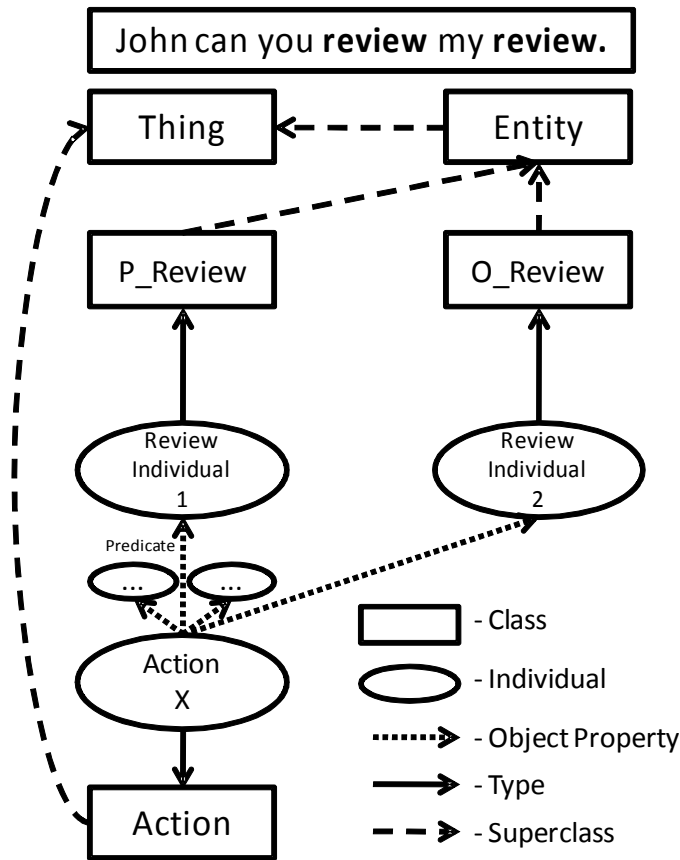 John can you review my review.
Thing
Entity
P_Review
O_Review
Review
Individual
1
Review
Individual
2
Predicate
...
...
Action
X
Action
- Class
- Individual
- Object Property
- Type
- Superclass